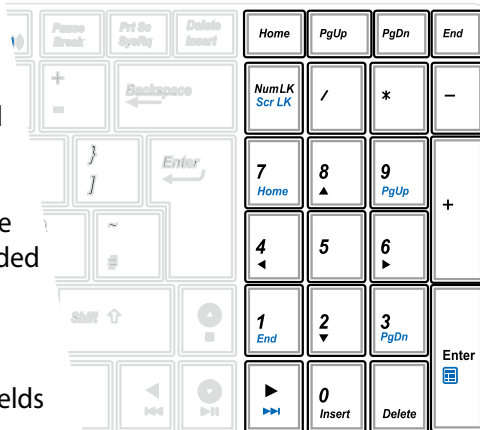 Pause Break Prt Sc SysRq Delete Insert Home PgUp PgDn End
+ - Backspace NumLK Scr LK / * -
} ] Enter 7 Home 8 9 PgUp +
e
ded
~ # 4 5 6
Shift 1 End 2 3 PgDn Enter
elds
0 Insert Delete